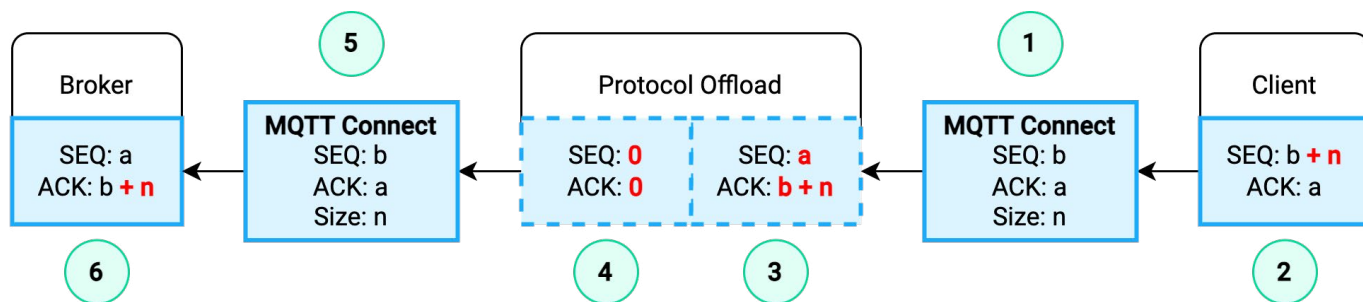 5
1
Broker
Protocol Offload
Client
MQTT Connect
SEQ: b
ACK: a
Size: n
MQTT Connect
SEQ: b
ACK: a
Size: n
SEQ: a
ACK: b + n
SEQ: 0
ACK: 0
SEQ: a
ACK: b + n
SEQ: b + n
ACK: a
6
4
3
2